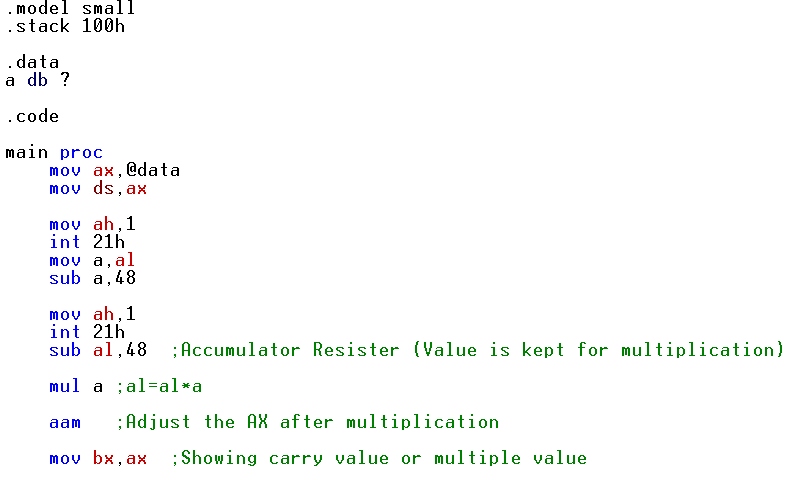 .model small
.stack 100h
.data
a db ?
.code
main proc
mov ax,@data
mov ds,ax
mov ah,1
int 21h
mov a,al
sub a,48
mov ah,1
int 21h
sub al,48 ;Accumulator Resister (Value is kept for multiplication)
mul a ;al=al*a
aam ;Adjust the AX after multiplication
mov bx,ax ;Showing carry value or multiple value